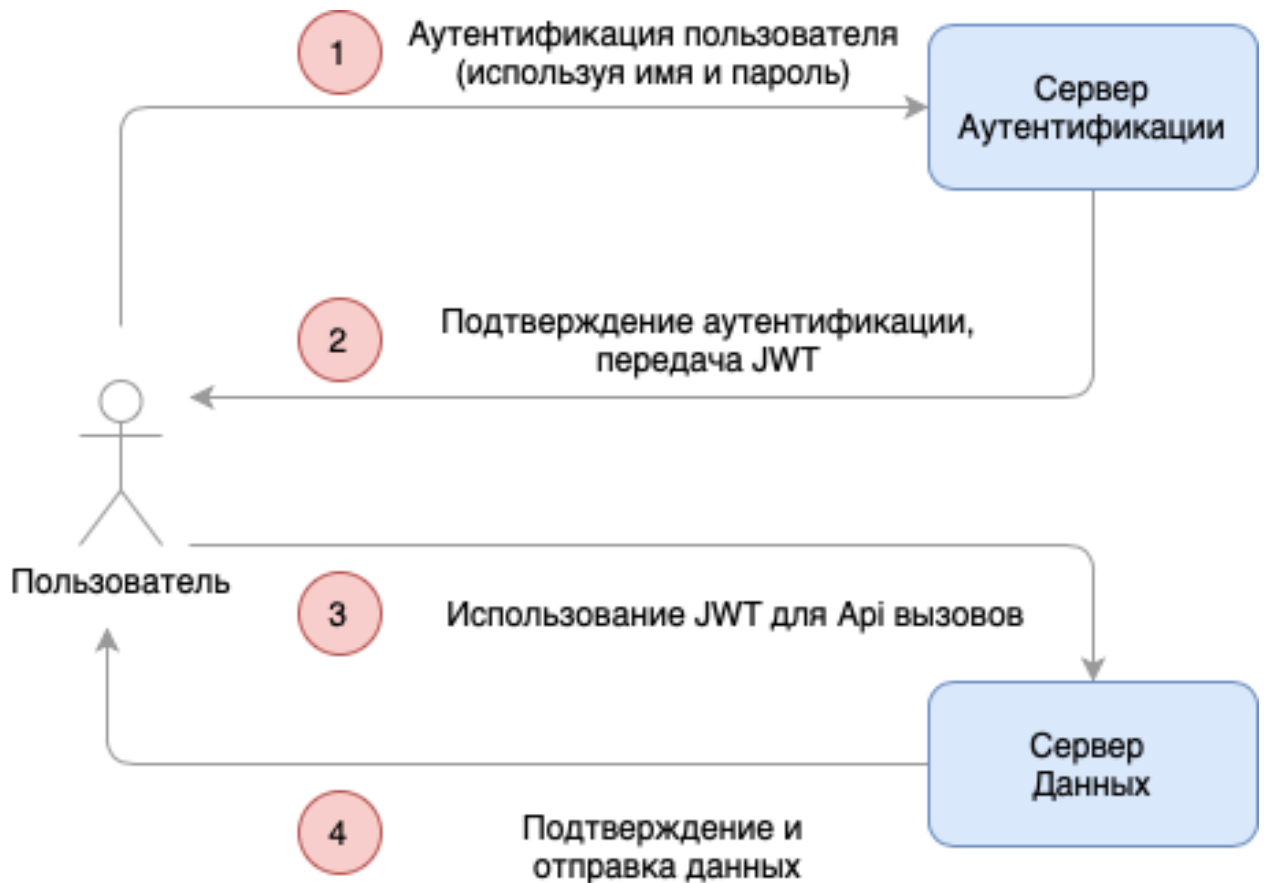 1
Аутентификация пользователя
(используя имя и пароль)
Сервер
Аутентификации
2
Подтверждение аутентификации,
передача JWT
Пользователь
3
Использование JWT для Api вызовов
Сервер
Данных
4
Подтверждение и
отправка данных